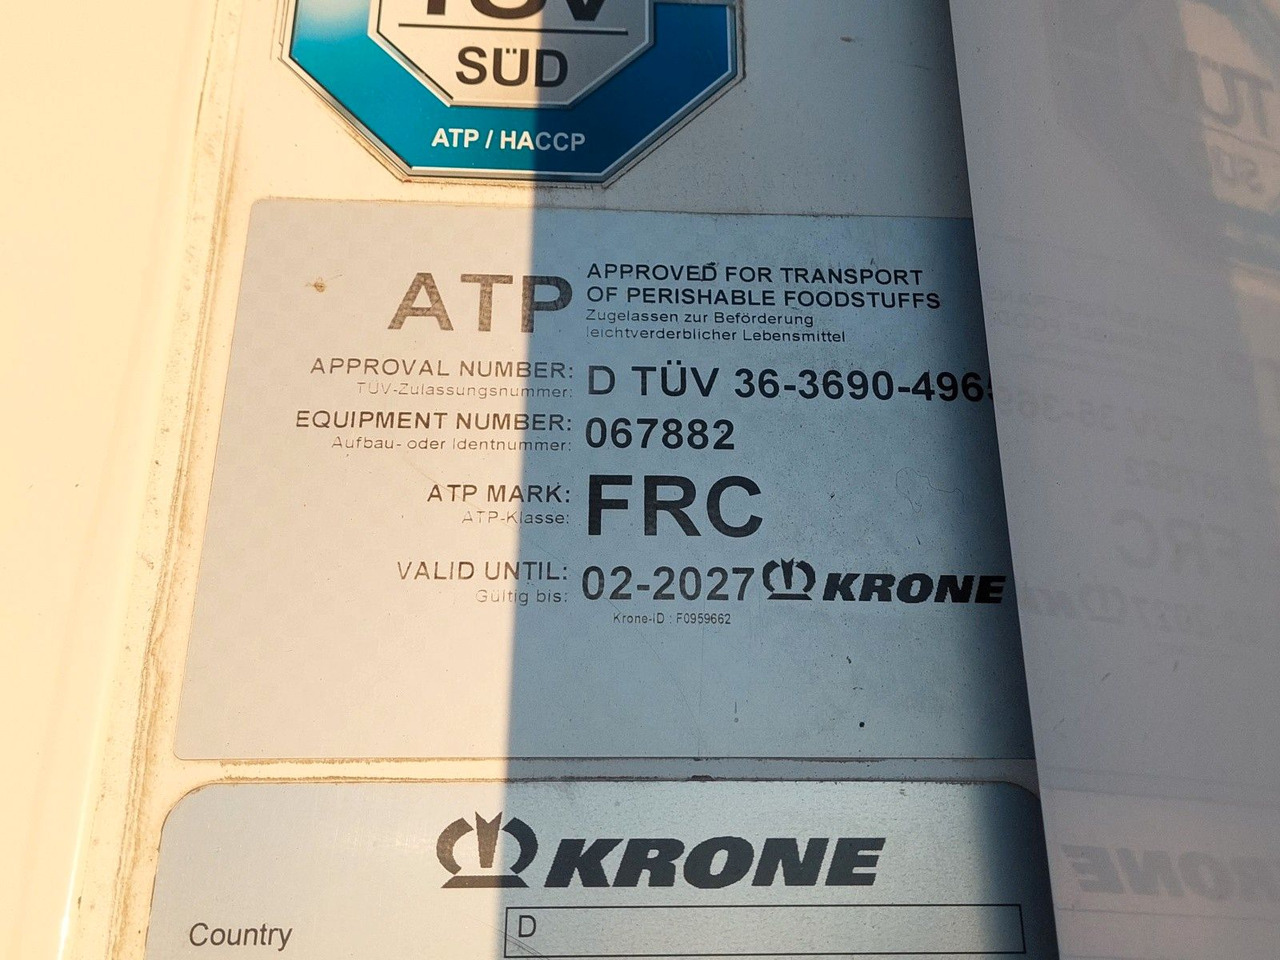 TÜV
SÜD
ATP / HACCP
ATP
APPROVED FOR TRANSPORT
OF PERISHABLE FOODSTUFFS
Zugelassen zur Beförderung
leichtverderblicher Lebensmittel
APPROVAL NUMBER: D TÜV 36-3690-496
TÜV-Zulassungsnummer:
EQUIPMENT NUMBER: 067882
Aufbau- oder Identnummer:
ATP MARK: FRC
ATP-Klasse:
VALID UNTIL: 02-2027 KRONE
Gültig bis:
Krone-ID : F0959662
KRONE
Country D